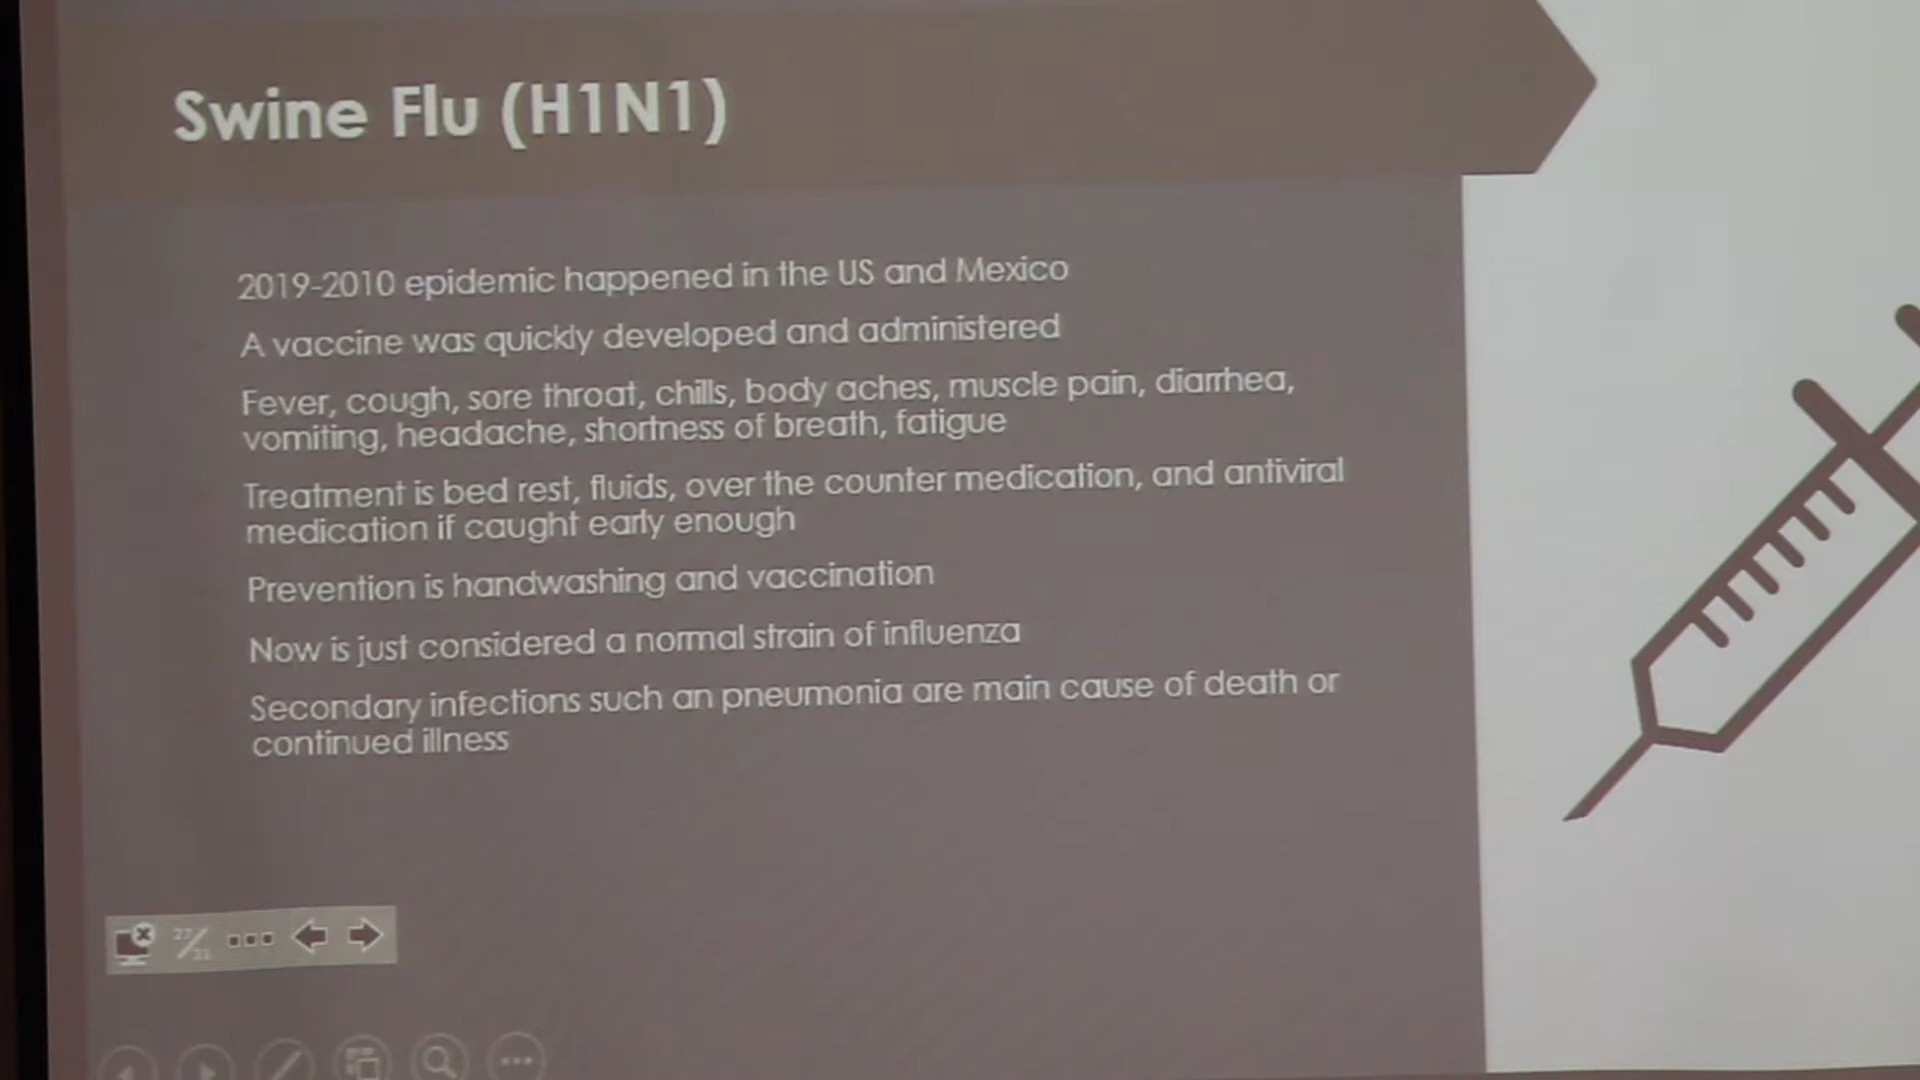 Swine Flu (H1N1)
2019-2010 epidemic happened in the US and Mexico
A vaccine was quickly developed and administered
Fever, cough, sore throat, chills, body aches, muscle pain, diarrhea,
vomiting, headache, shortness of breath, fatigue
Treatment is bed rest, fluids, over the counter medication, and antiviral
medication if caught early enough
Prevention is handwashing and vaccination
Now is just considered a normal strain of influenza
Secondary infections such an pneumonia are main cause of death or
continued illness
27/31